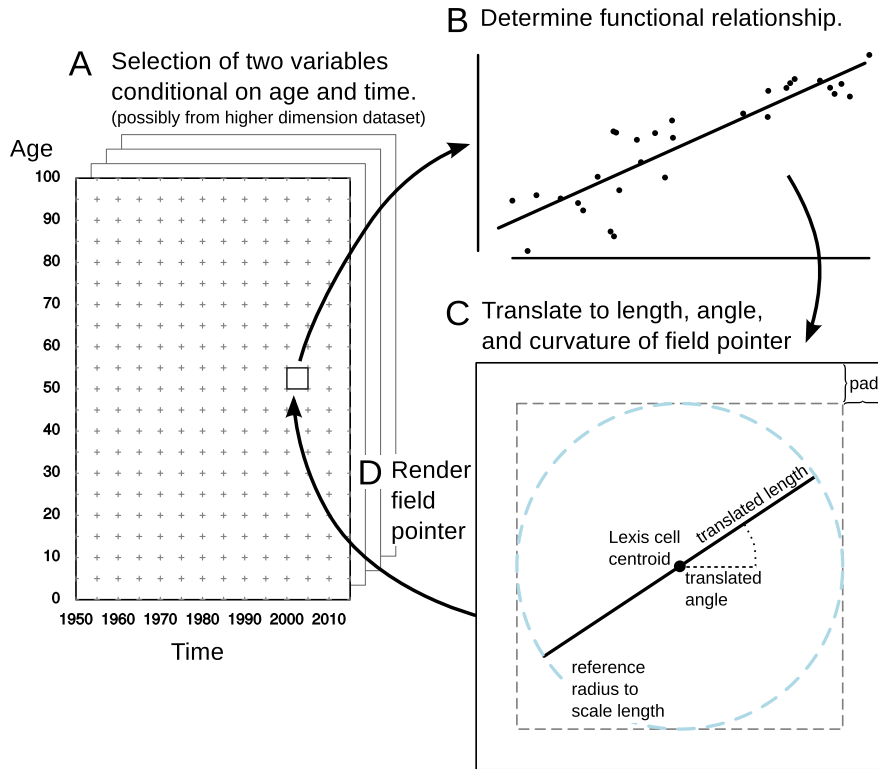 A Selection of two variables
conditional on age and time.
(possibly from higher dimension dataset)
Age
100
90
80
70
60
50
40
30
20
10
0
1950 1960 1970 1980 1990 2000 2010
Time
B Determine functional relationship.
C Translate to length, angle,
and curvature of field pointer
pad
translated length
Lexis cell
centroid
translated
angle
reference
radius to
scale length
D Render
field
pointer